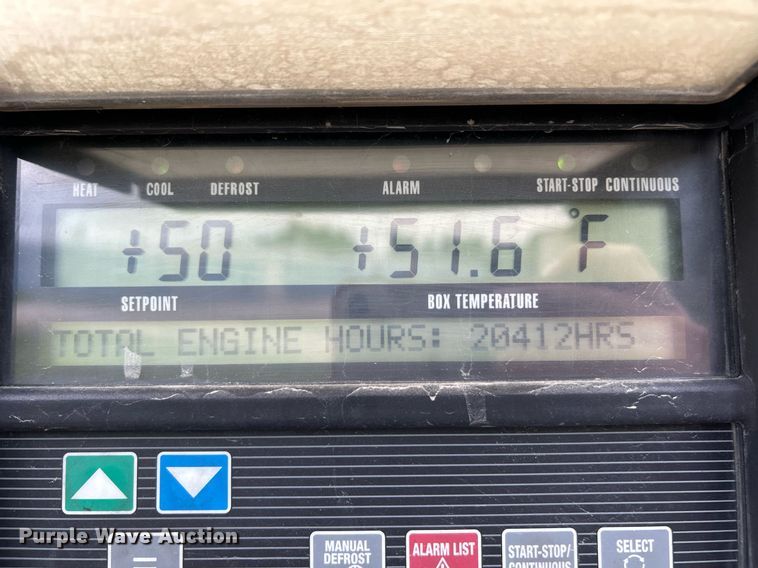 HEAT COOL DEFROST ALARM START-STOP CONTINUOUS
+50 +51.6 °F
SETPOINT BOX TEMPERATURE
TOTAL ENGINE HOURS: 20412HRS
Purple Wave Auction®
= MANUAL DEFROST ALARM LIST START-STOP/ CONTINUOUS SELECT